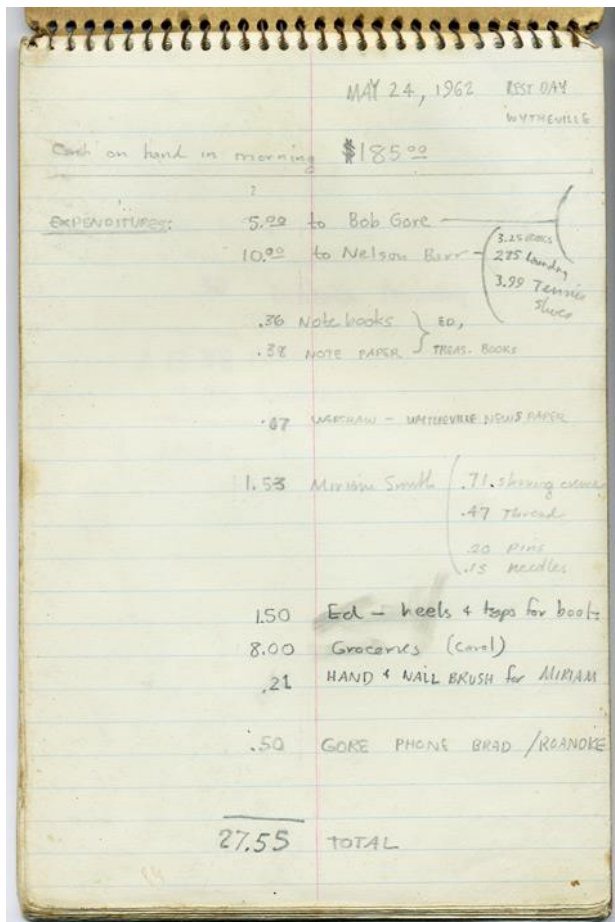 MAY 24, 1962 REST DAY
WYTHEVILLE
Cash on hand in morning $185.00
EXPENDITURES: 5.00 to Bob Gore
10.00 to Nelson Barr 3.25 BOOKS
2.75 Laundry
3.99 Tennis
Shoes
.36 Notebooks ED,
.38 NOTE PAPER TREAS. BOOKS
.07 WARSHAW - WYTHEVILLE NEWSPAPER
1.53 Miriam Smith .71 shaving cream
.47 Thread
.20 Pins
.15 needles
1.50 Ed - heels & taps for boots
8.00 Groceries (Carol)
.21 HAND & NAIL BRUSH for MIRIAM
.50 GORE PHONE BRAD / ROANOKE
27.55 TOTAL